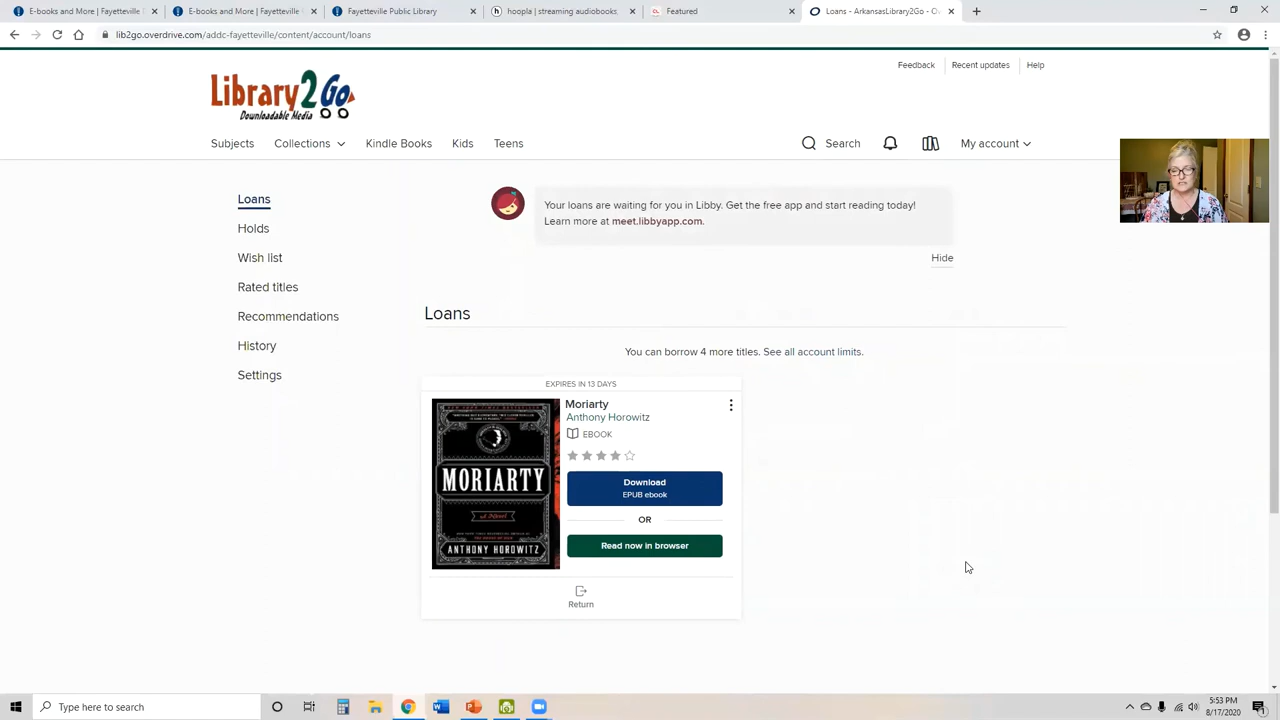 E-books and More | Fayetteville
E-books and More | Fayetteville
Fayetteville Public Library
hoopla | streaming audiobooks,
Featured
Loans - ArkansasLibrary2Go - Ov
lib2go.overdrive.com/addc-fayetteville/content/account/loans
Feedback
Recent updates
Help
Library2Go
Downloadable Media
Subjects
Collections
Kindle Books
Kids
Teens
Search
My account
Loans
Holds
Wish list
Rated titles
Recommendations
History
Settings
Your loans are waiting for you in Libby. Get the free app and start reading today!
Learn more at meet.libbyapp.com.
Hide
Loans
You can borrow 4 more titles. See all account limits.
EXPIRES IN 13 DAYS
MORIARTY
a Novel
ANTHONY HOROWITZ
Moriarty
Anthony Horowitz
EBOOK
Download
EPUB ebook
OR
Read now in browser
Return
Type here to search
5:53 PM
8/17/2020